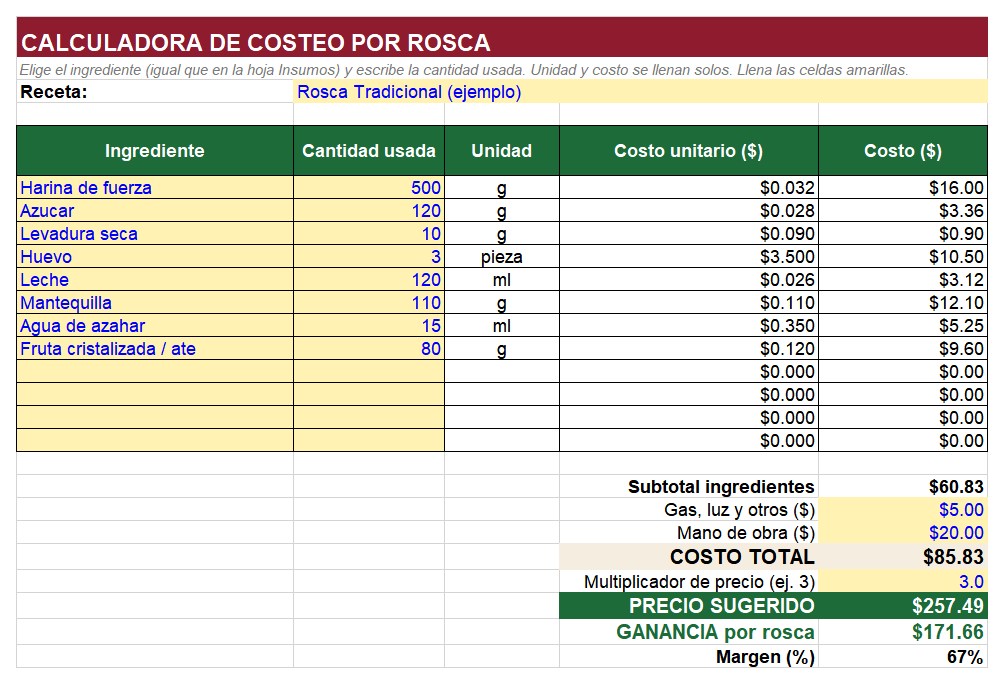 CALCULADORA DE COSTEO POR ROSCA
Elige el ingrediente (igual que en la hoja Insumos) y escribe la cantidad usada. Unidad y costo se llenan solos. Llena las celdas amarillas.
Receta: Rosca Tradicional (ejemplo)
Ingrediente Cantidad usada Unidad Costo unitario ($) Costo ($)
Harina de fuerza 500 g $0.032 $16.00
Azucar 120 g $0.028 $3.36
Levadura seca 10 g $0.090 $0.90
Huevo 3 pieza $3.500 $10.50
Leche 120 ml $0.026 $3.12
Mantequilla 110 g $0.110 $12.10
Agua de azahar 15 ml $0.350 $5.25
Fruta cristalizada / ate 80 g $0.120 $9.60
$0.000 $0.00
$0.000 $0.00
$0.000 $0.00
$0.000 $0.00
Subtotal ingredientes $60.83
Gas, luz y otros ($) $5.00
Mano de obra ($) $20.00
COSTO TOTAL $85.83
Multiplicador de precio (ej. 3) 3.0
PRECIO SUGERIDO $257.49
GANANCIA por rosca $171.66
Margen (%) 67%